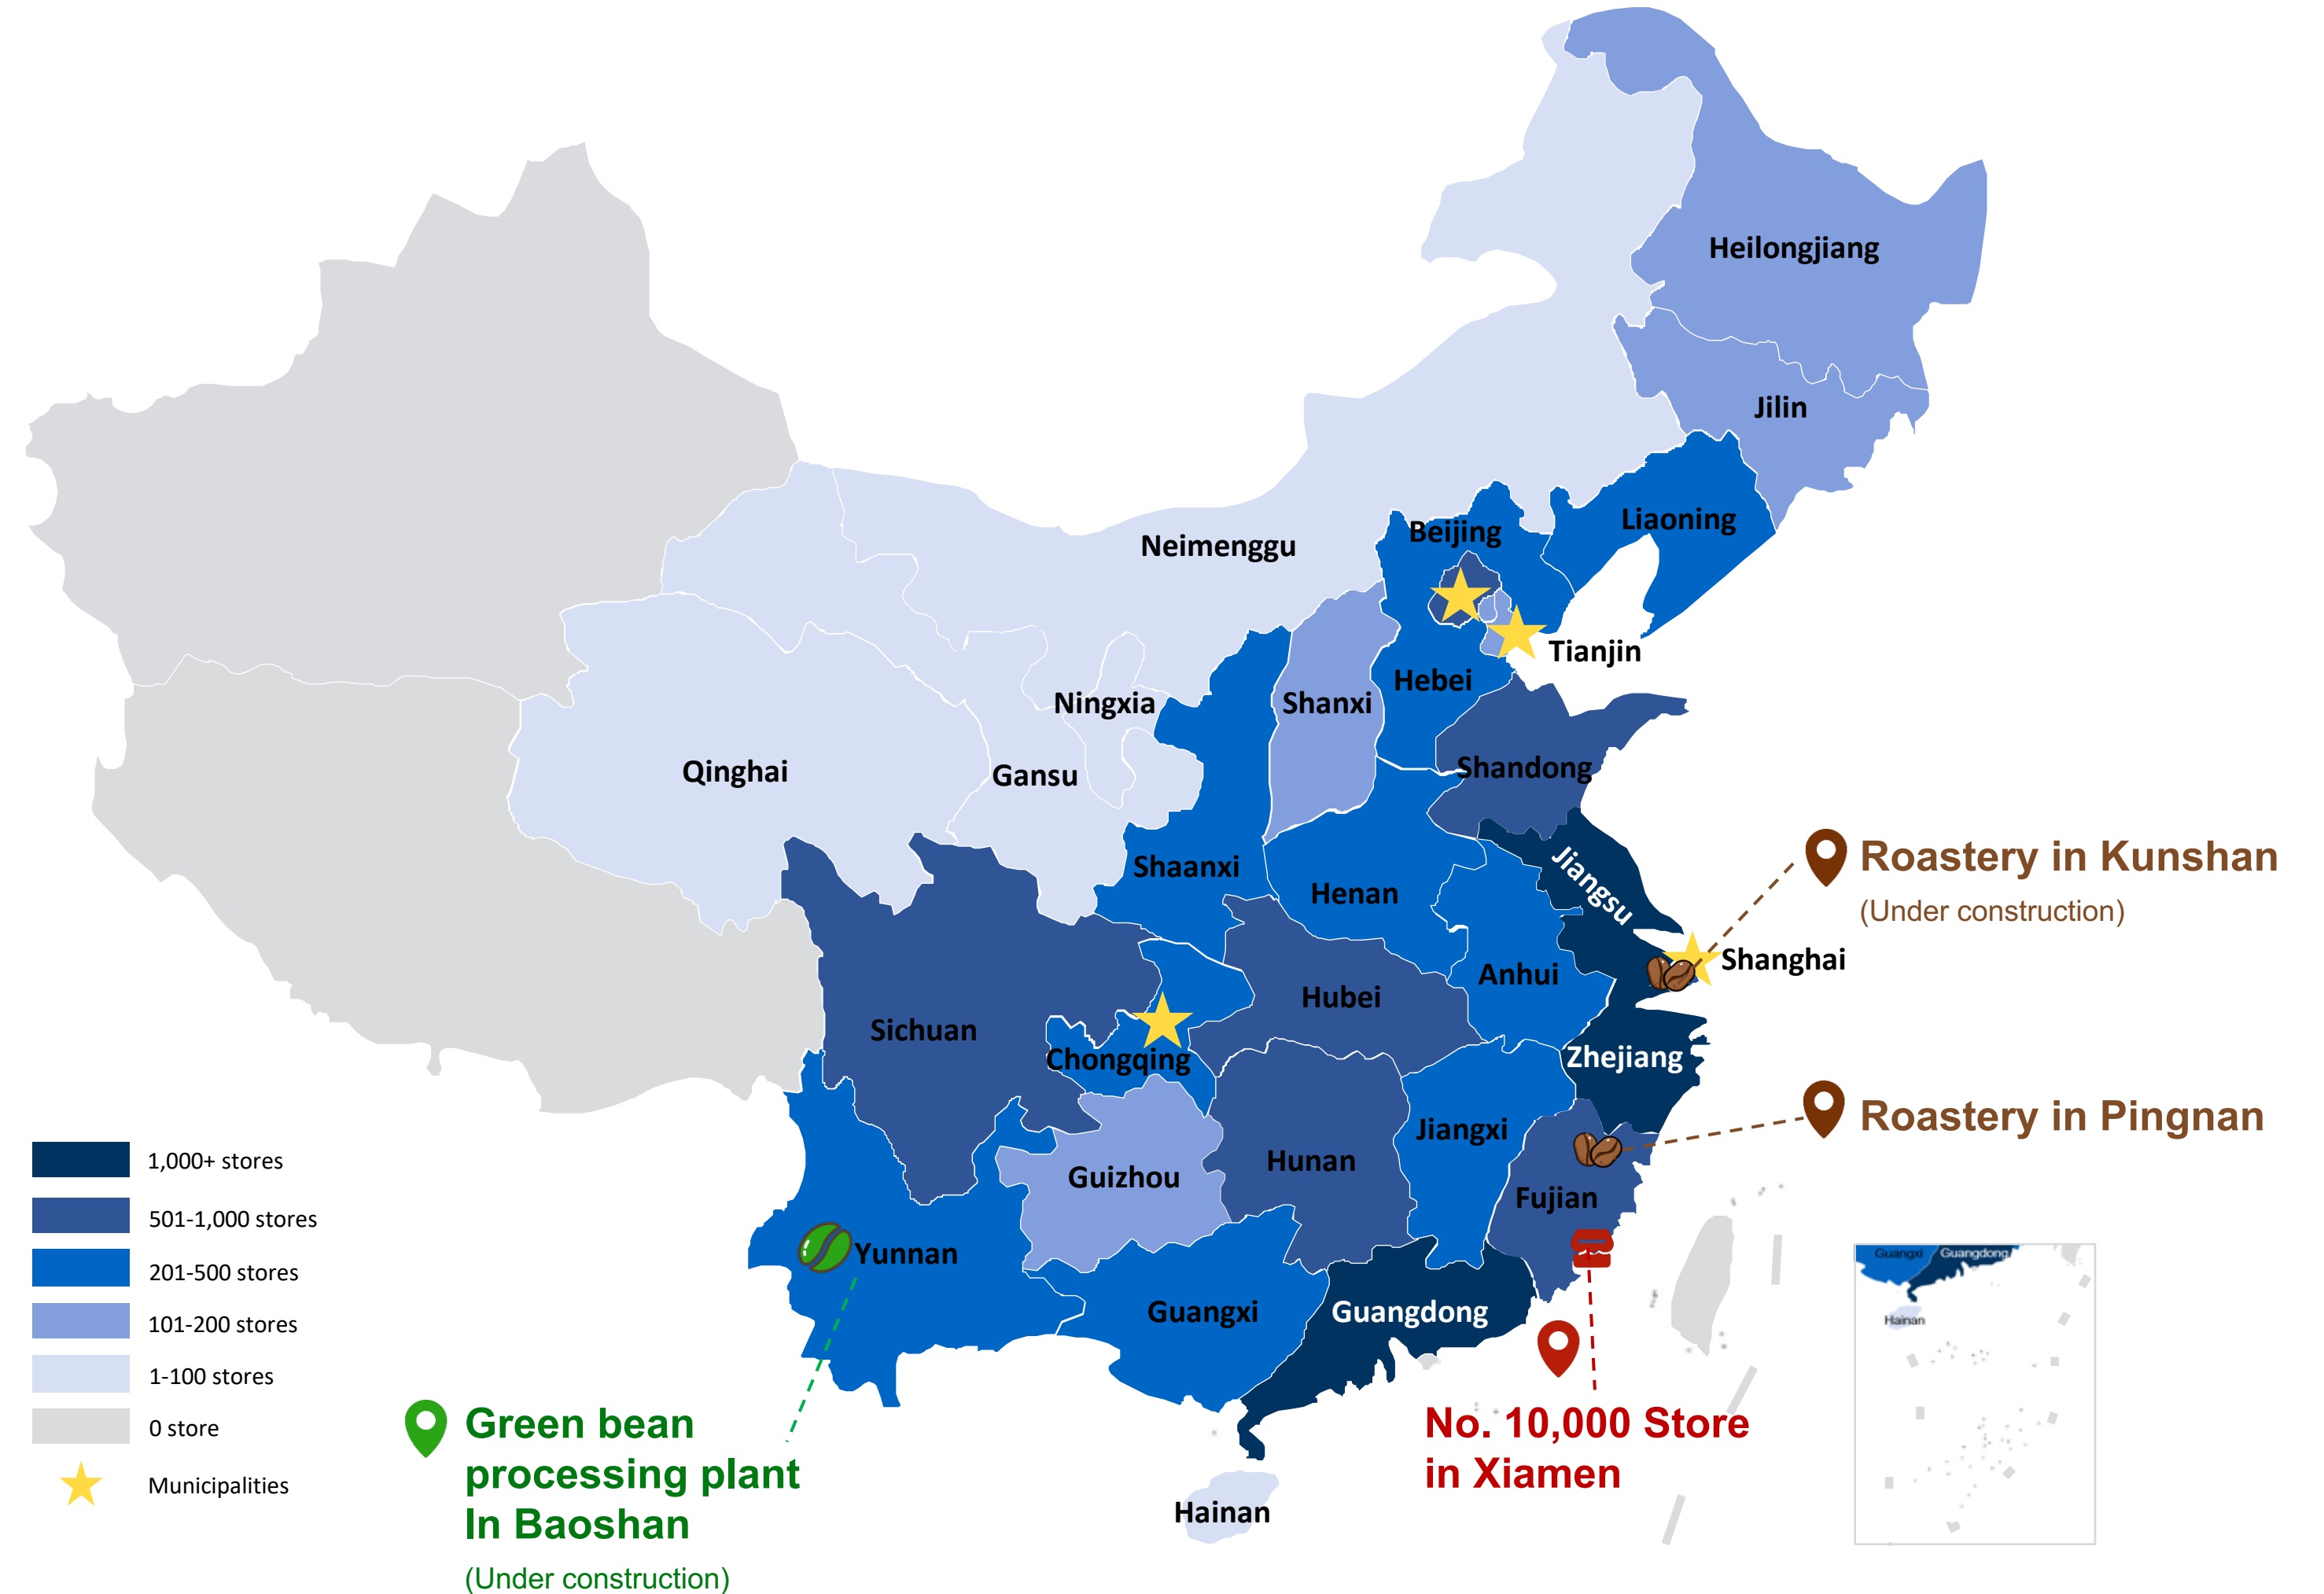 Heilongjiang
Jilin
Liaoning
Beijing
Neimenggu
Tianjin
Hebei
Ningxia
Shanxi
Qinghai
Gansu
Shandong
Shaanxi
Henan
Jiangsu
Roastery in Kunshan
(Under construction)
Shanghai
Anhui
Hubei
Sichuan
Chongqing
Zhejiang
Jiangxi
Roastery in Pingnan
Guizhou
Hunan
Fujian
Yunnan
Guangxi
Guangdong
Hainan
1,000+ stores
501-1,000 stores
201-500 stores
101-200 stores
1-100 stores
0 store
Municipalities
Green bean
processing plant
In Baoshan
(Under construction)
No. 10,000 Store
in Xiamen
Guangxi
Guangdong
Hainan